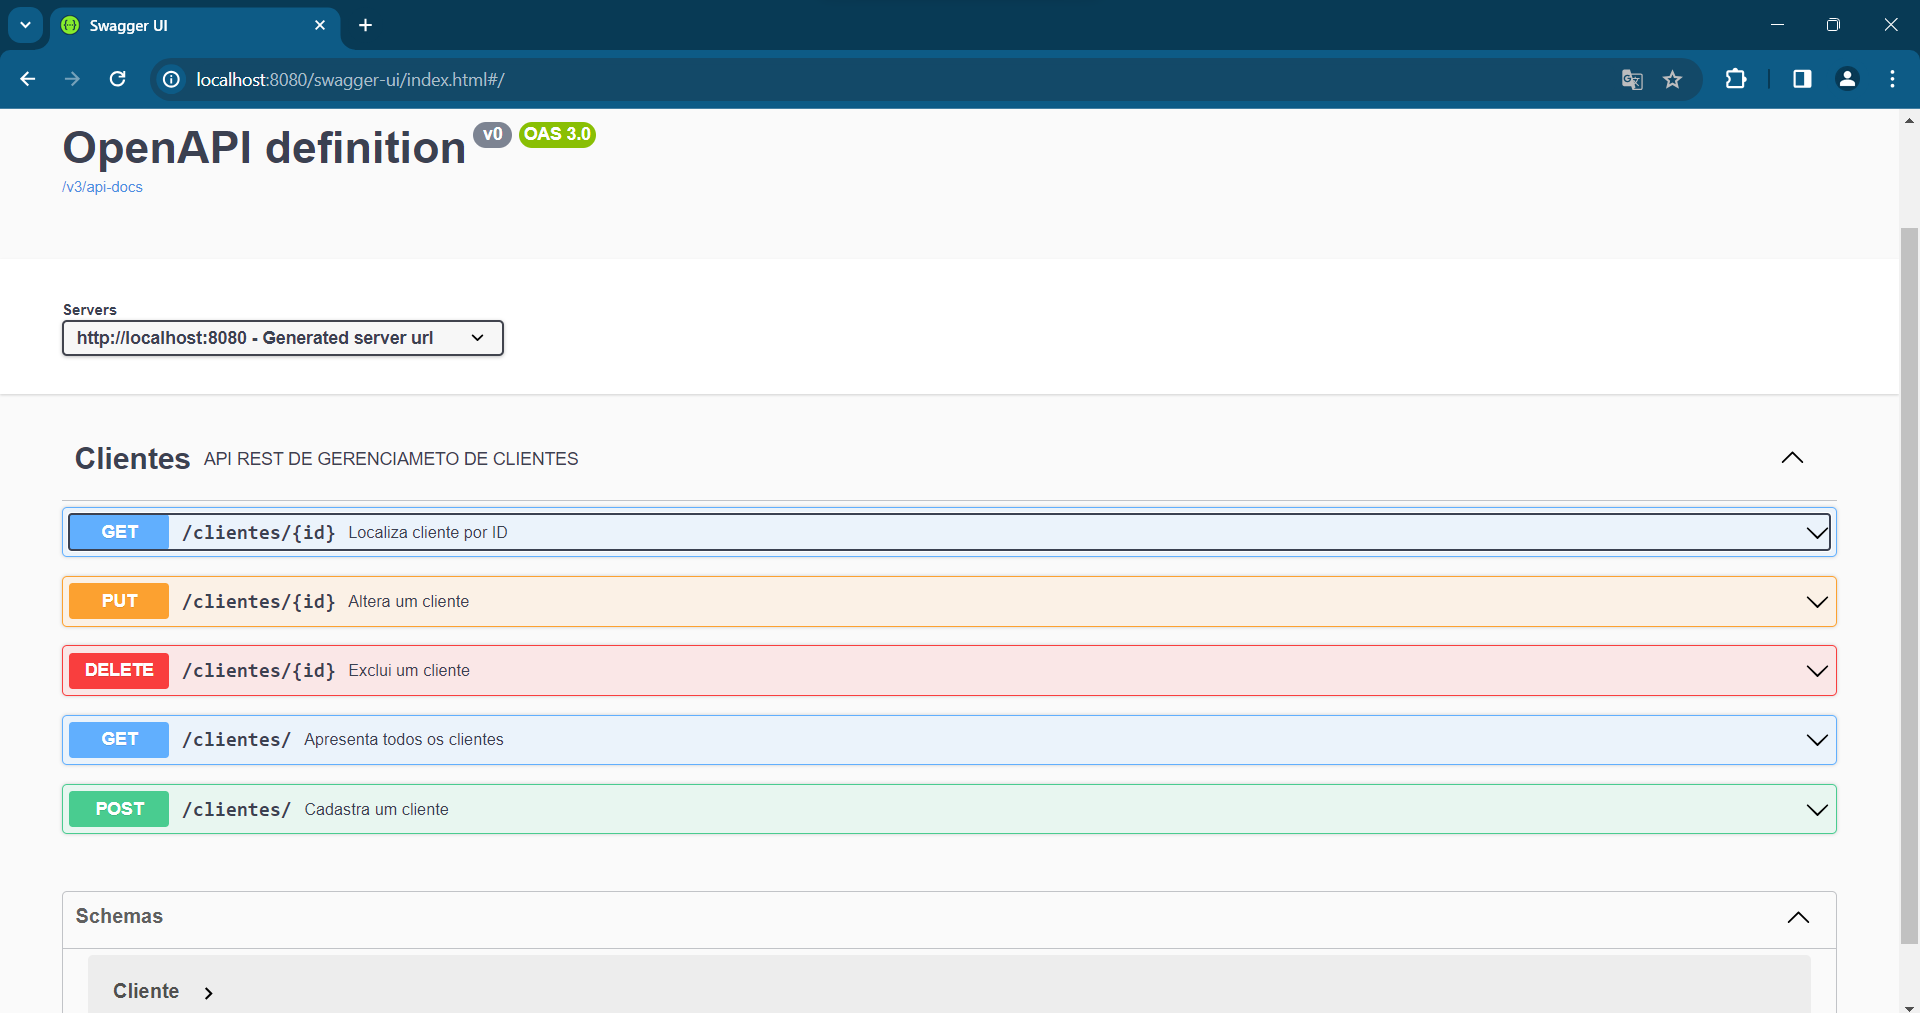 Swagger UI
localhost:8080/swagger-ui/index.html#/
OpenAPI definition v0 OAS 3.0
/v3/api-docs
Servers
http://localhost:8080 - Generated server url
Clientes API REST DE GERENCIAMETO DE CLIENTES
GET /clientes/{id} Localiza cliente por ID
PUT /clientes/{id} Altera um cliente
DELETE /clientes/{id} Exclui um cliente
GET /clientes/ Apresenta todos os clientes
POST /clientes/ Cadastra um cliente
Schemas
Cliente